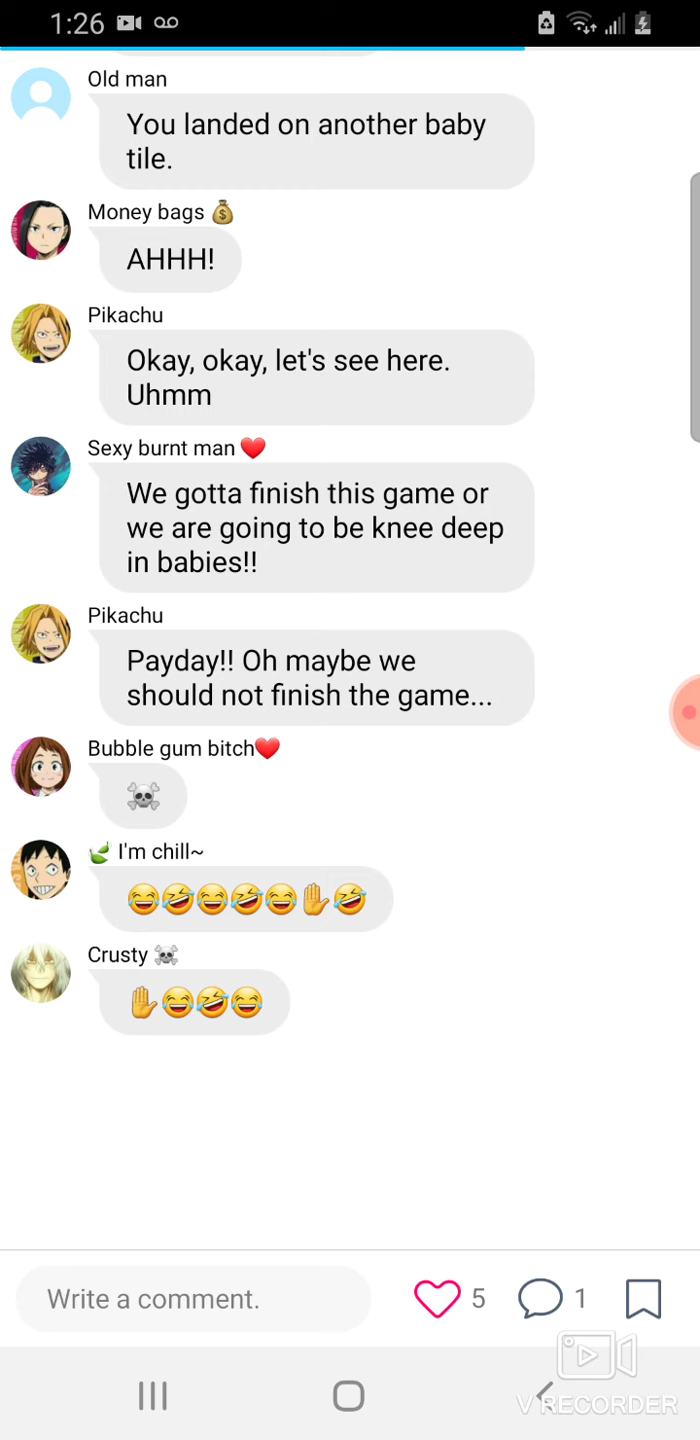 1:26
Old man
You landed on another baby
tile.
Money bags 💰
AHHH!
Pikachu
Okay, okay, let's see here.
Uhmm
Sexy burnt man ❤️
We gotta finish this game or
we are going to be knee deep
in babies!!
Pikachu
Payday!! Oh maybe we
should not finish the game...
Bubble gum bitch❤️
☠️
🍃 I'm chill~
😂🤣😂🤣😂✋🤣
Crusty ☠️
✋😂🤣😂
Write a comment.
5
1
V RECORDER